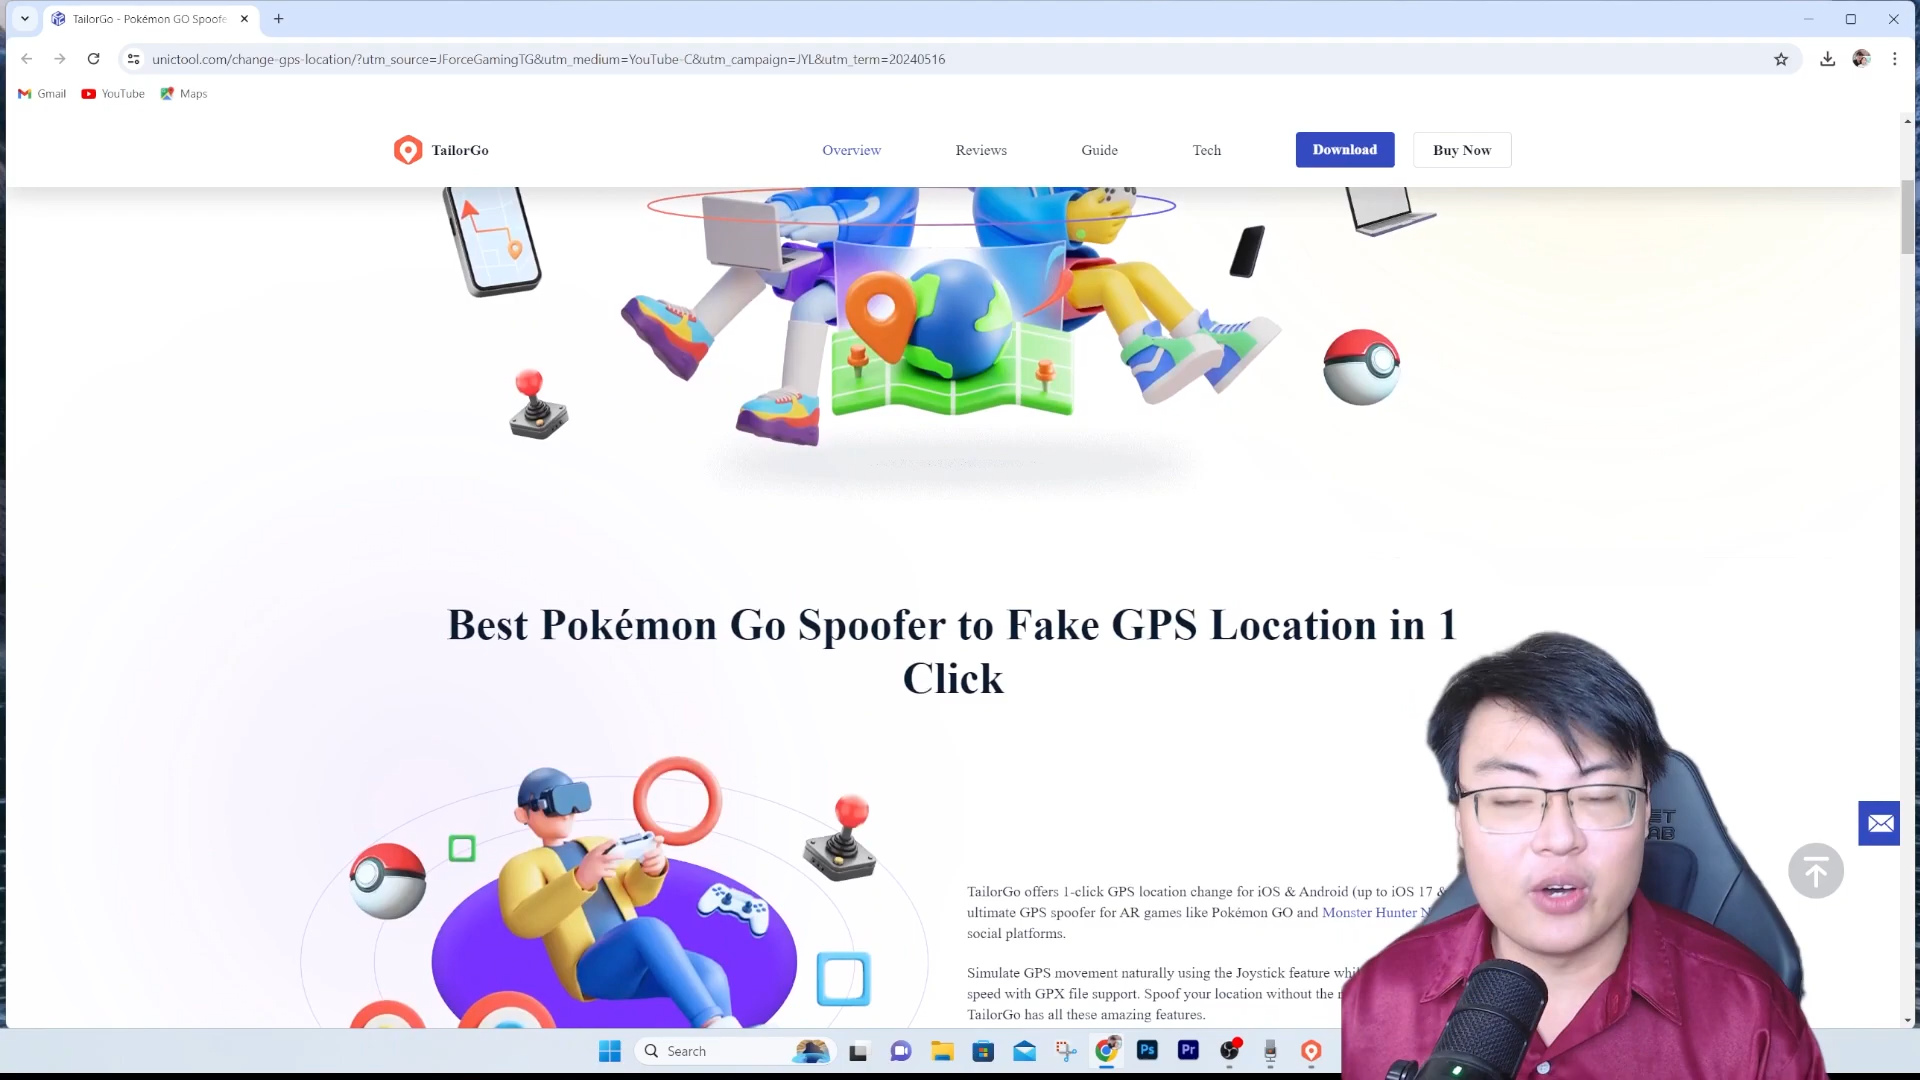 TailorGo - Pokémon GO Spoofe
unictool.com/change-gps-location/?utm_source=JForceGamingTG&utm_medium=YouTube-C&utm_campaign=JYL&utm_term=20240516
Gmail YouTube Maps
TailorGo Overview Reviews Guide Tech Download Buy Now
Best Pokémon Go Spoofer to Fake GPS Location in 1
Click
TailorGo offers 1-click GPS location change for iOS & Android (up to iOS 17 &
ultimate GPS spoofer for AR games like Pokémon GO and Monster Hunter N
social platforms.
Simulate GPS movement naturally using the Joystick feature whil
speed with GPX file support. Spoof your location without the
TailorGo has all these amazing features.
Search
Ps
Pr